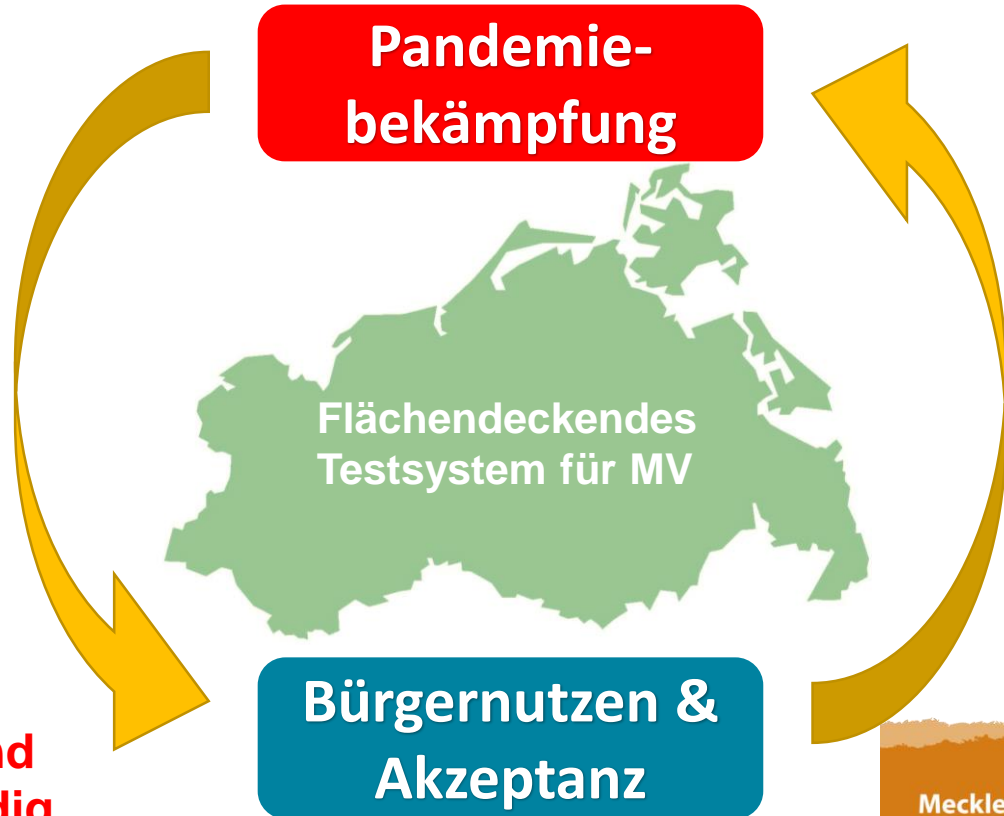 Pandemie-
bekämpfung
Flächendeckendes
Testsystem für MV
Bürgernutzen &
Akzeptanz